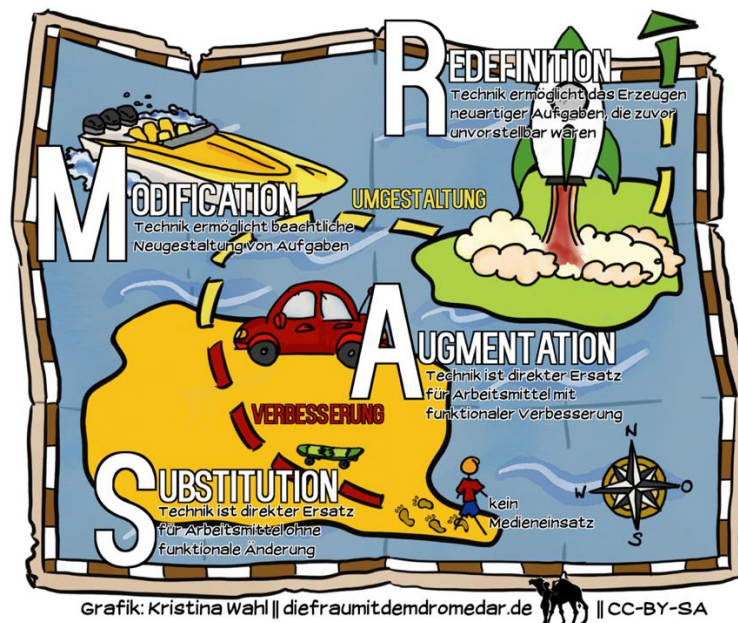 REDEFINITION
Technik ermöglicht das Erzeugen
neuartiger Aufgaben, die zuvor
unvorstellbar waren
MODIFICATION
Technik ermöglicht beachtliche
Neugestaltung von Aufgaben
UMGESTALTUNG
AUGMENTATION
Technik ist direkter Ersatz
für Arbeitsmittel mit
funktionaler Verbesserung
VERBESSERUNG
SUBSTITUTION
Technik ist direkter Ersatz
für Arbeitsmittel ohne
funktionale Änderung
kein
Medieneinsatz
N
W
O
S
Grafik: Kristina Wahl || diefraumitdemdromedar.de || CC-BY-SA